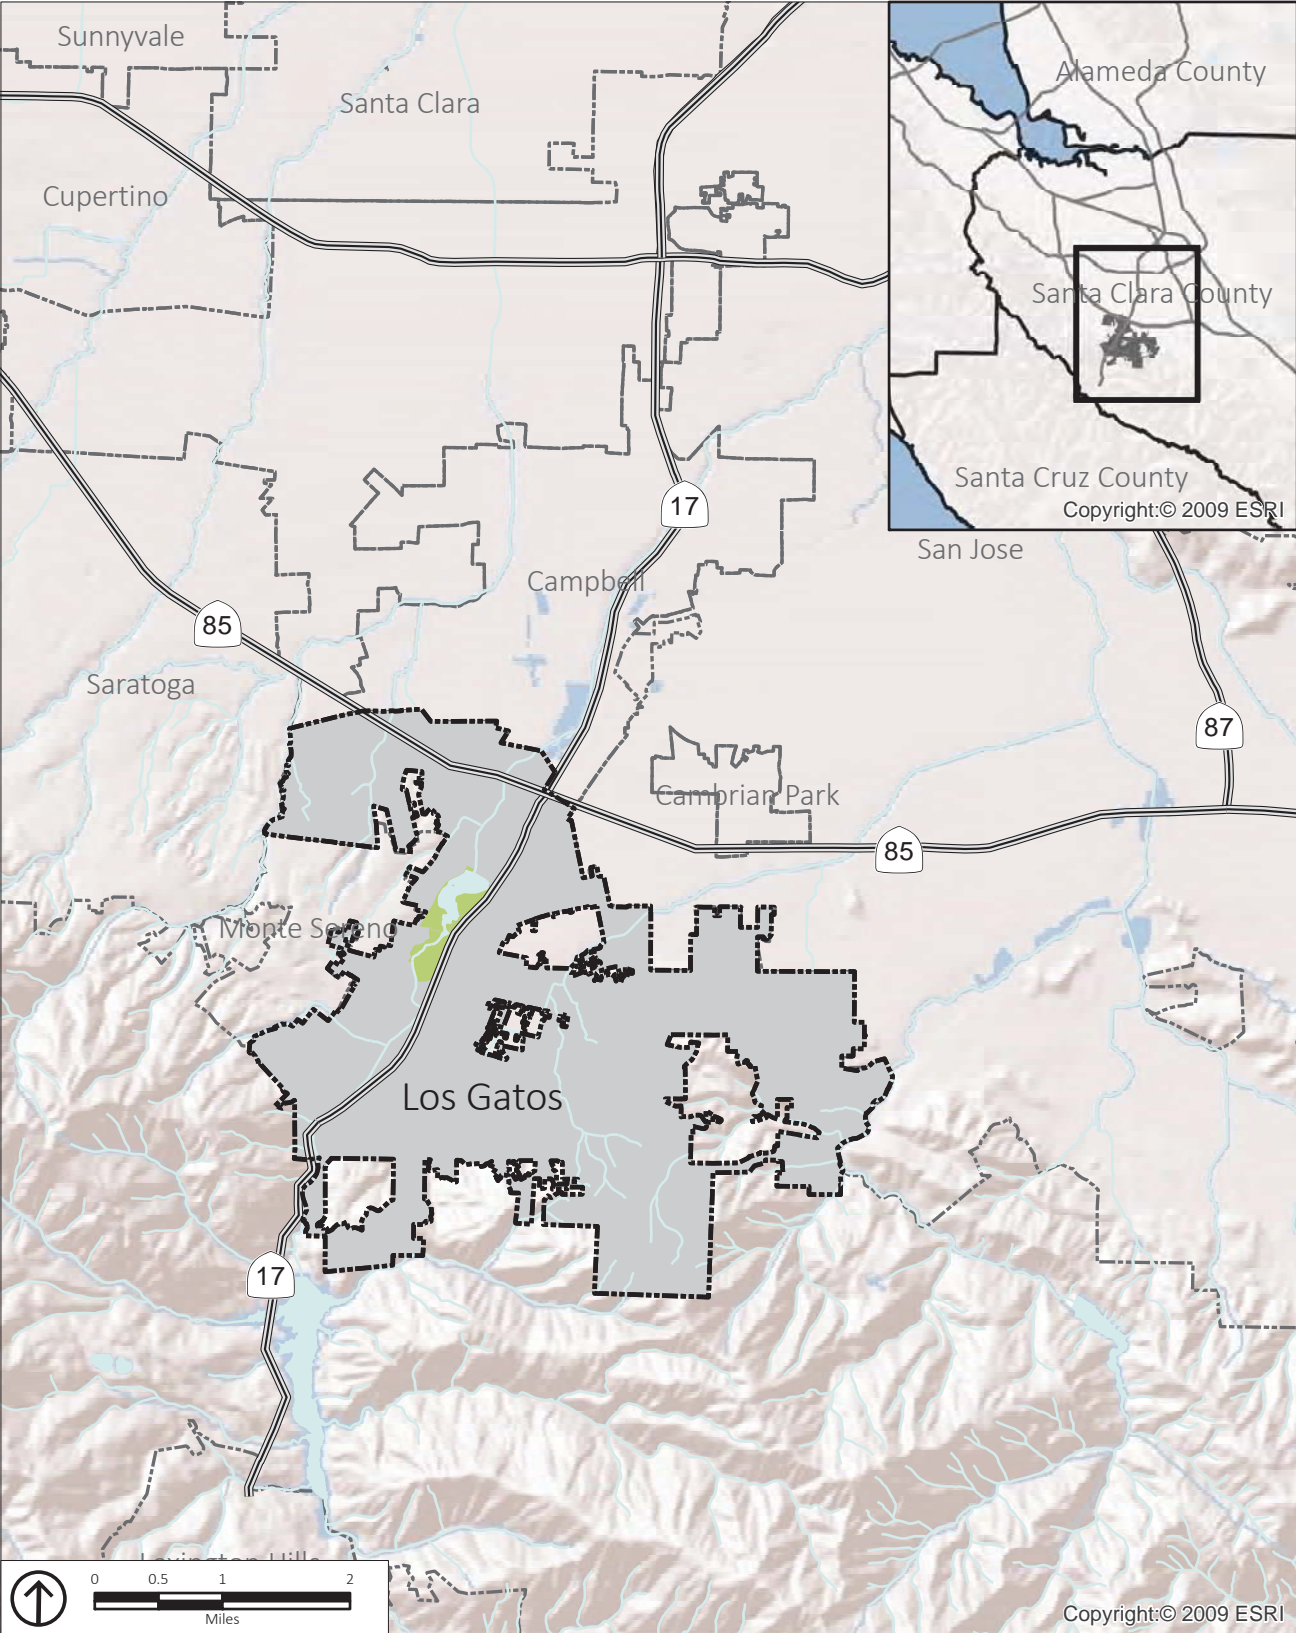 Sunnyvale
Santa Clara
Alameda County
Cupertino
Santa Clara County
Santa Cruz County
Copyright:© 2009 ESRI
17
San Jose
Campbell
85
Saratoga
87
Cambrian Park
85
Monte Sereno
Los Gatos
17
Lexington Hills
0 0.5 1 2
Miles
Copyright:© 2009 ESRI